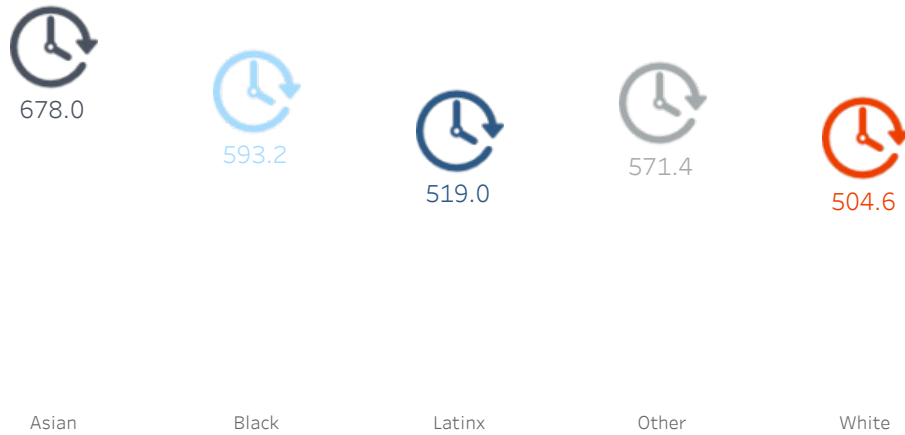 678.0
593.2
519.0
571.4
504.6
Asian
Black
Latinx
Other
White